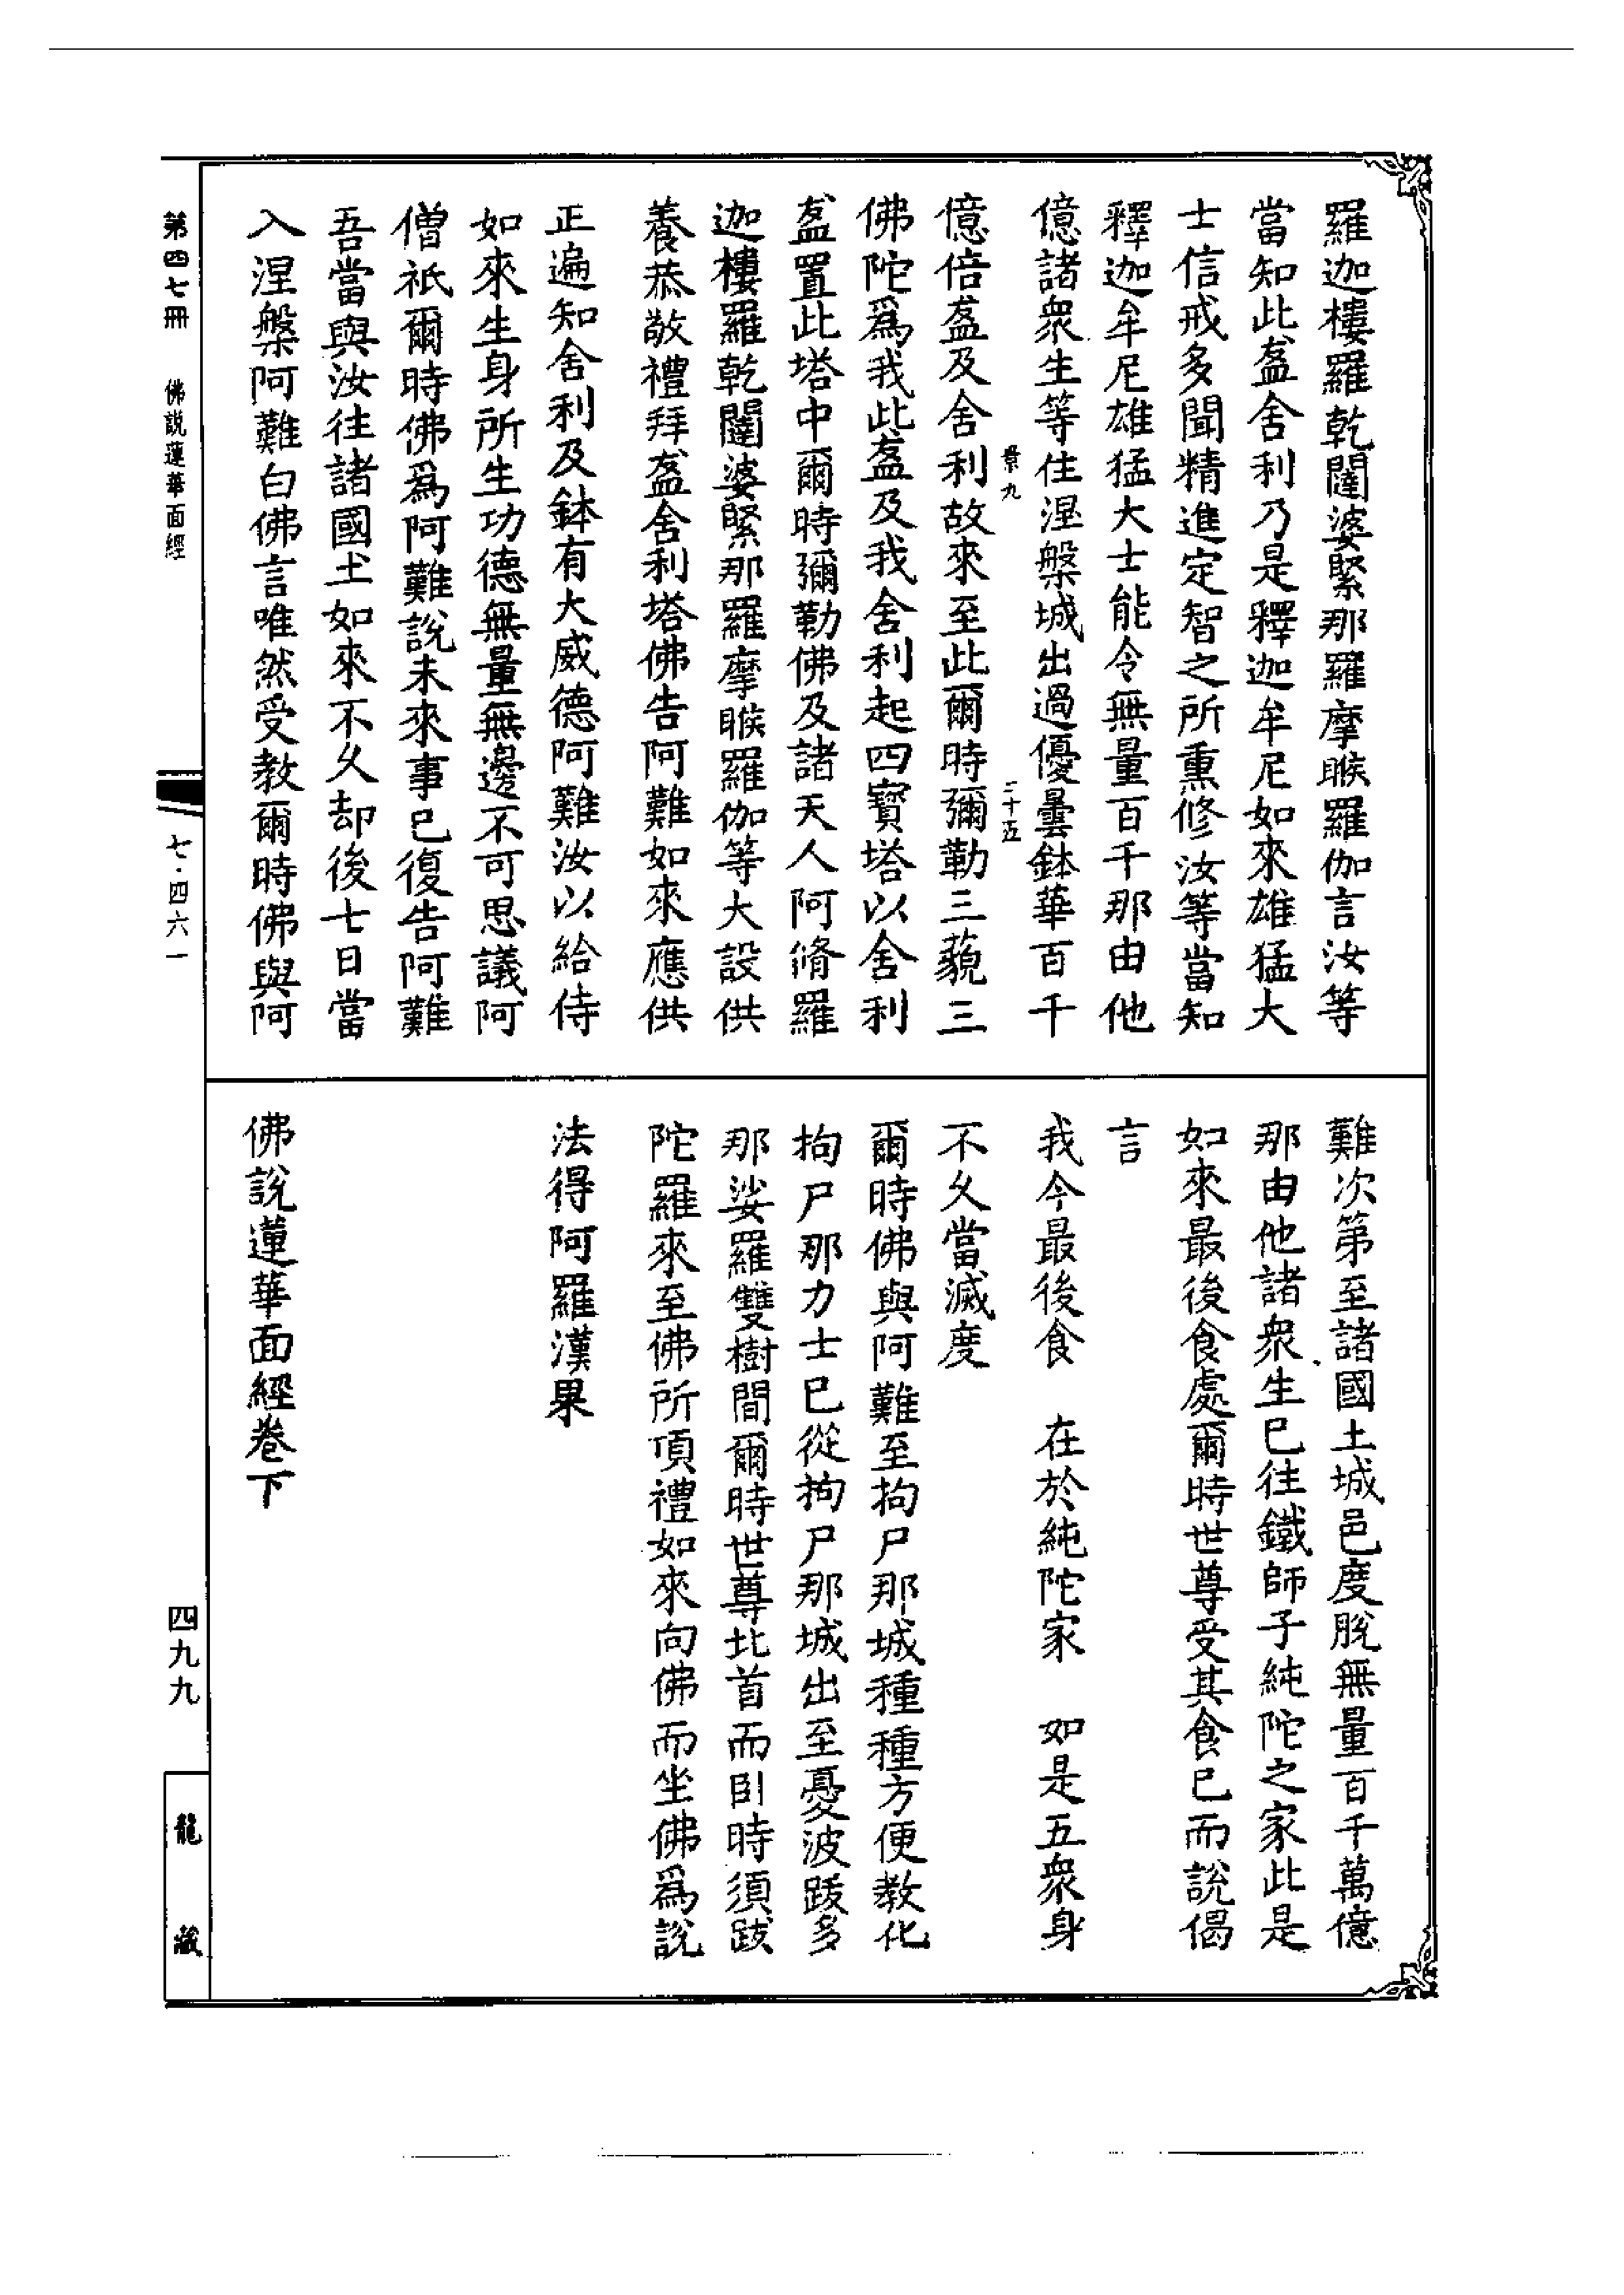 羅迦樓羅乾闥婆緊那羅羅摩睺羅伽言汝等
當知此盋舍利乃是釋迦牟尼如來雄猛大
士信戒多聞精進定智之所熏修汝等當知
釋迦牟尼雄猛大士能令無量百千那由他
億諸衆生等住涅槃城出過優曇鉢華百千
景九
二十五
億倍盋及舍利故來至此爾時彌勒三藐三
佛陀爲我此盋及我舍利起四寶塔以舍利
盋置此塔中爾時彌勒佛及諸天人阿脩羅
迦樓羅乾闥婆緊那羅摩睺羅伽等大設供
養恭敬禮拜盋舍利塔佛告阿難如來應供
正遍知舍利及鉢有大威德阿難汝以給侍
如來生身所生功德無量無邊不可思議阿
僧祇爾時佛爲阿難說未來事已復告阿難
吾當與汝往諸國土如來不久却後七日當
入涅槃阿難白佛言唯然受教爾時佛與阿
難次第至諸國土城邑度脫無量百千萬億
那由他諸衆生已往鐵師子純陀之家此是
如來最後食處爾時世尊受其食已而說偈
言
我今最後食　在於純陀家　如是五衆身
不久當滅度
爾時佛與阿難至拘尸那城種種方便教化
拘尸那力士已從拘尸那城出至憂波跋多
那娑羅雙樹間爾時世尊北首而卧時須跋
陀羅來至佛所頂禮如來向佛而坐佛爲說
法得阿羅漢果
佛說蓮華面經卷下
第四七冊　佛說蓮華面經
七·四六一
四九九
龍藏